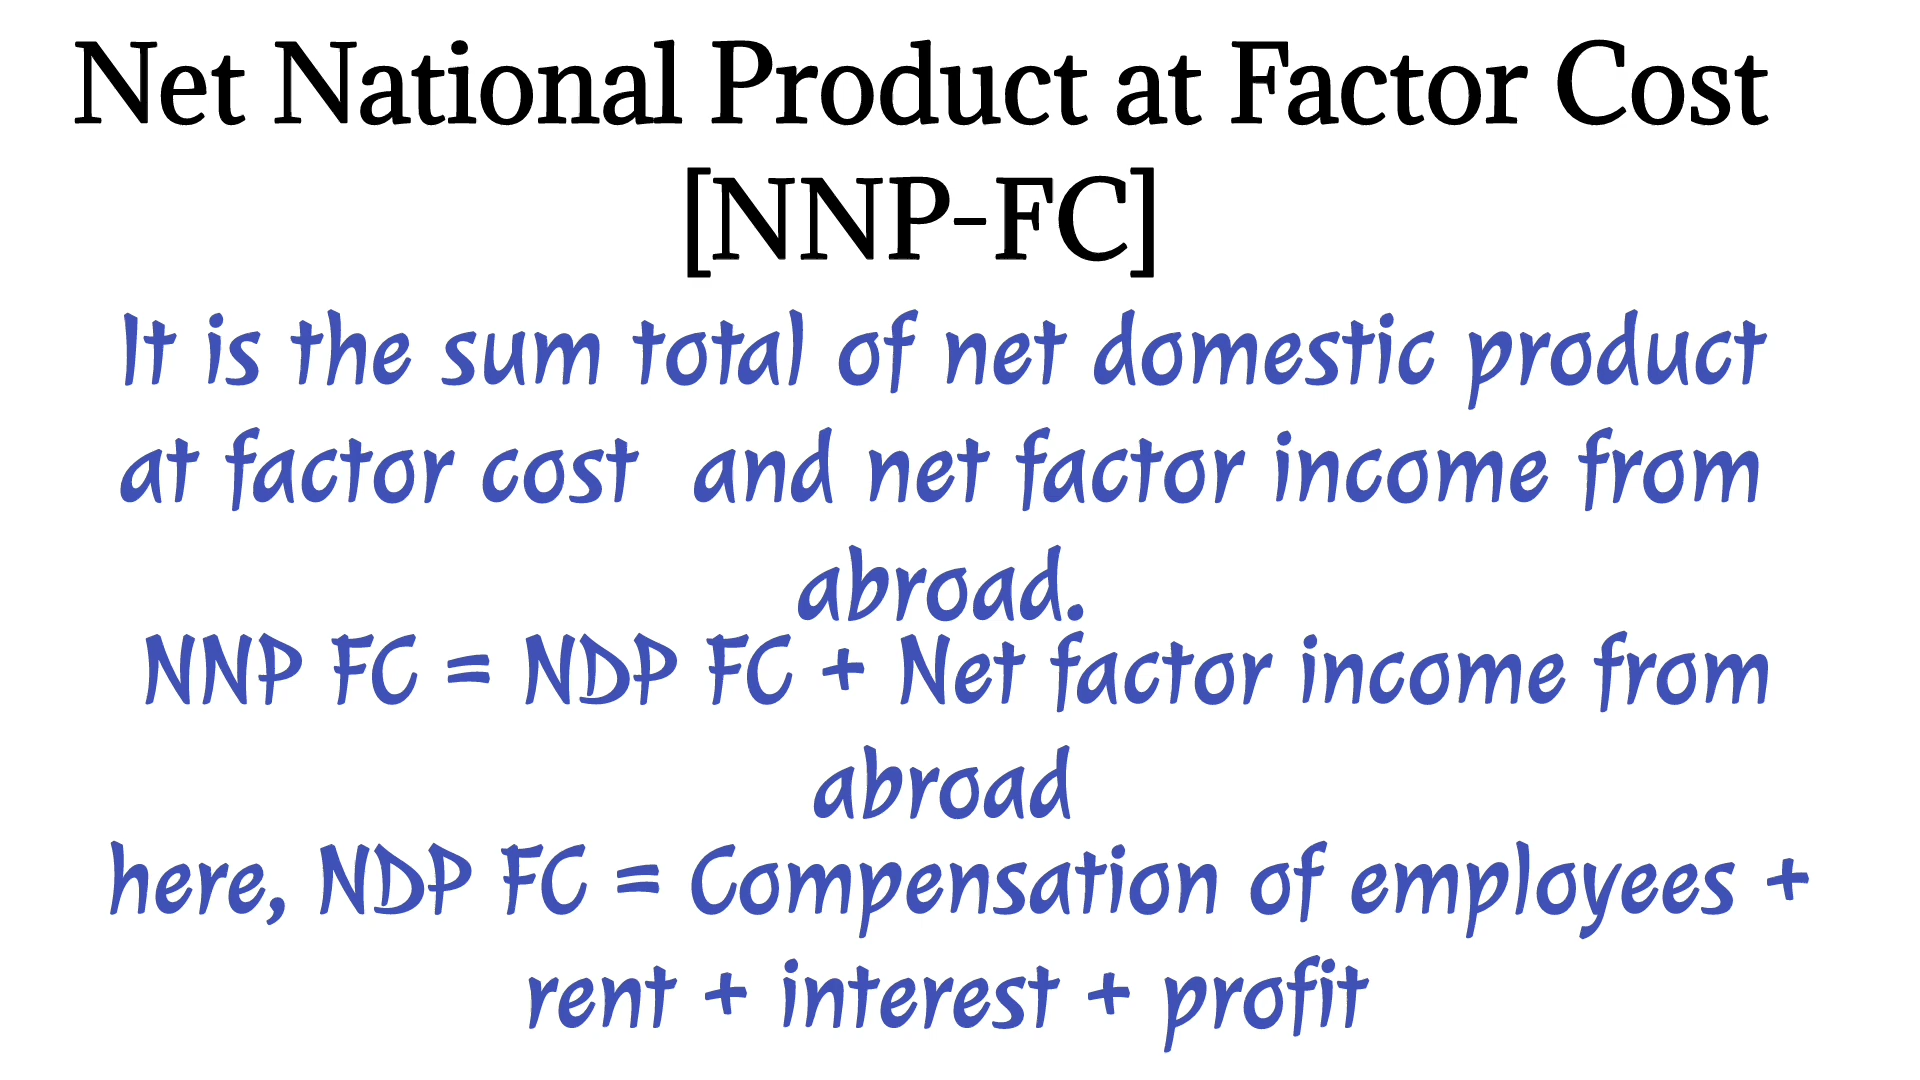 Net National Product at Factor Cost
[NNP-FC]
It is the sum total of net domestic product
at factor cost  and net factor income from
abroad.
NNP FC = NDP FC + Net factor income from
abroad
here, NDP FC = Compensation of employees +
rent + interest + profit